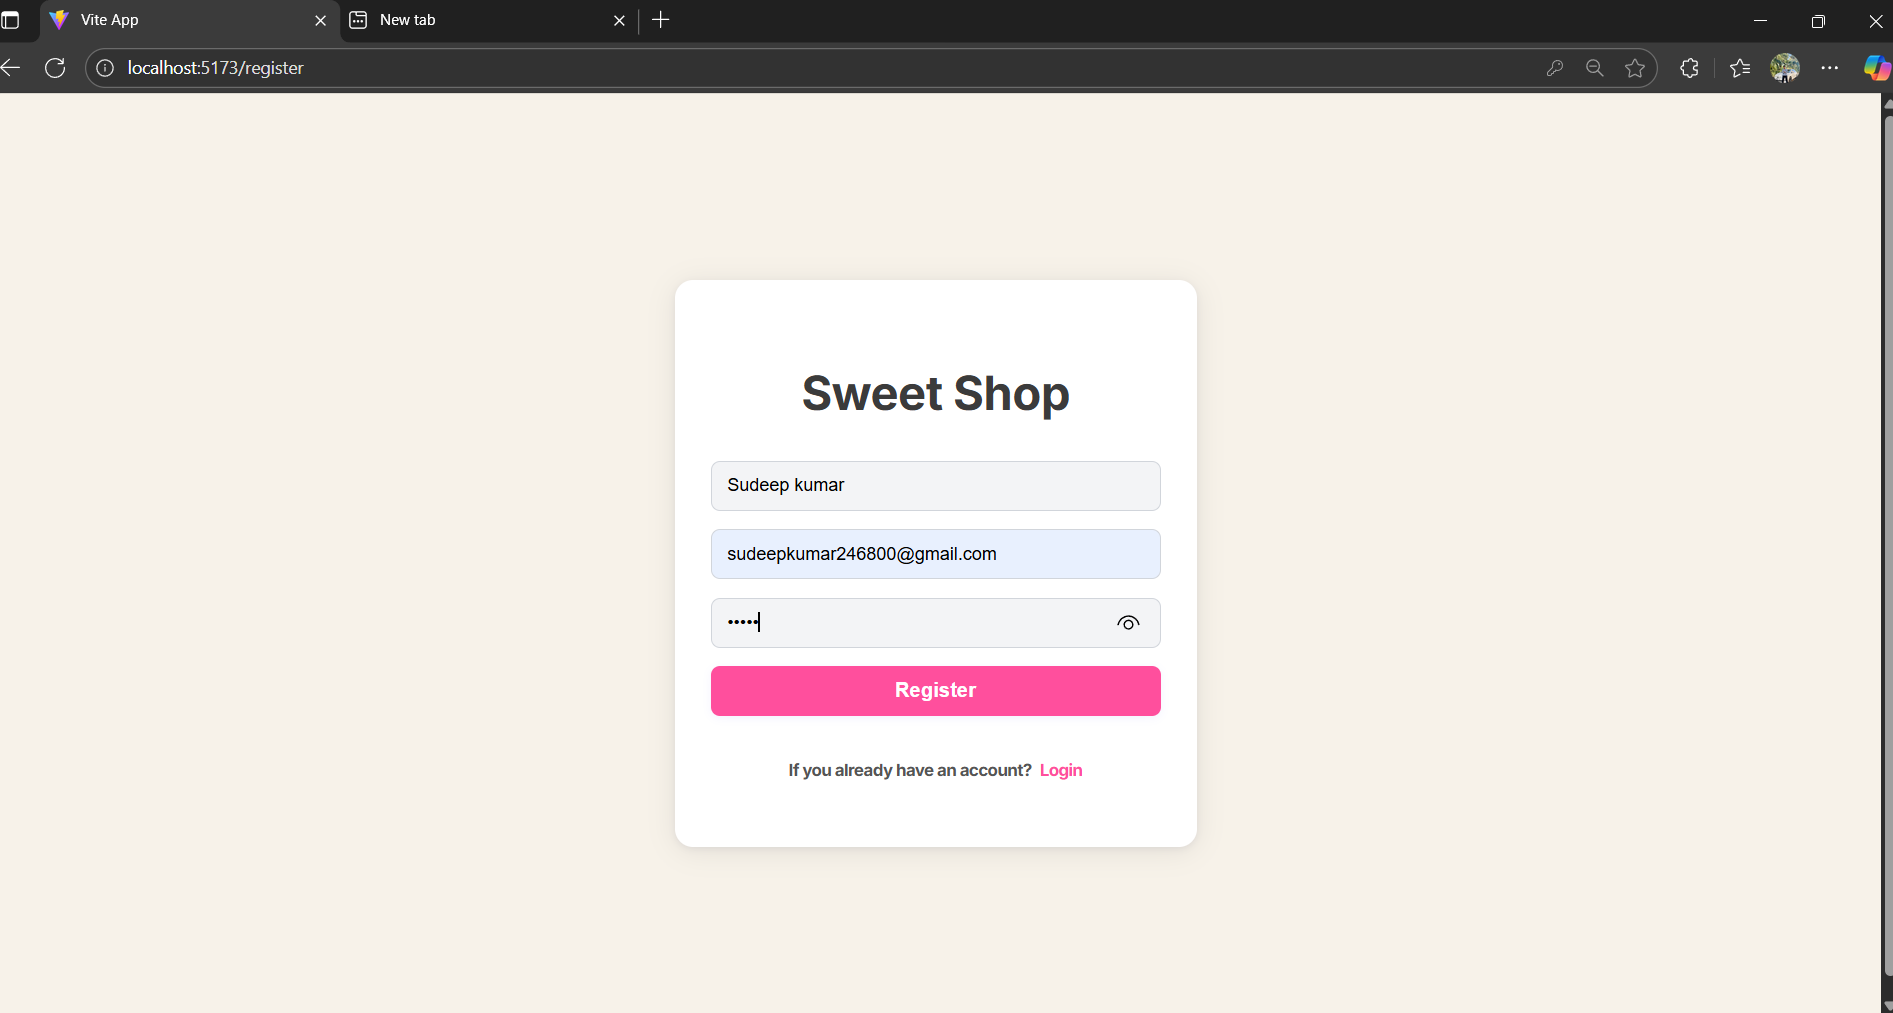 Vite App
New tab
localhost:5173/register
Sweet Shop
Sudeep kumar
sudeepkumar246800@gmail.com
•••••
Register
If you already have an account? Login